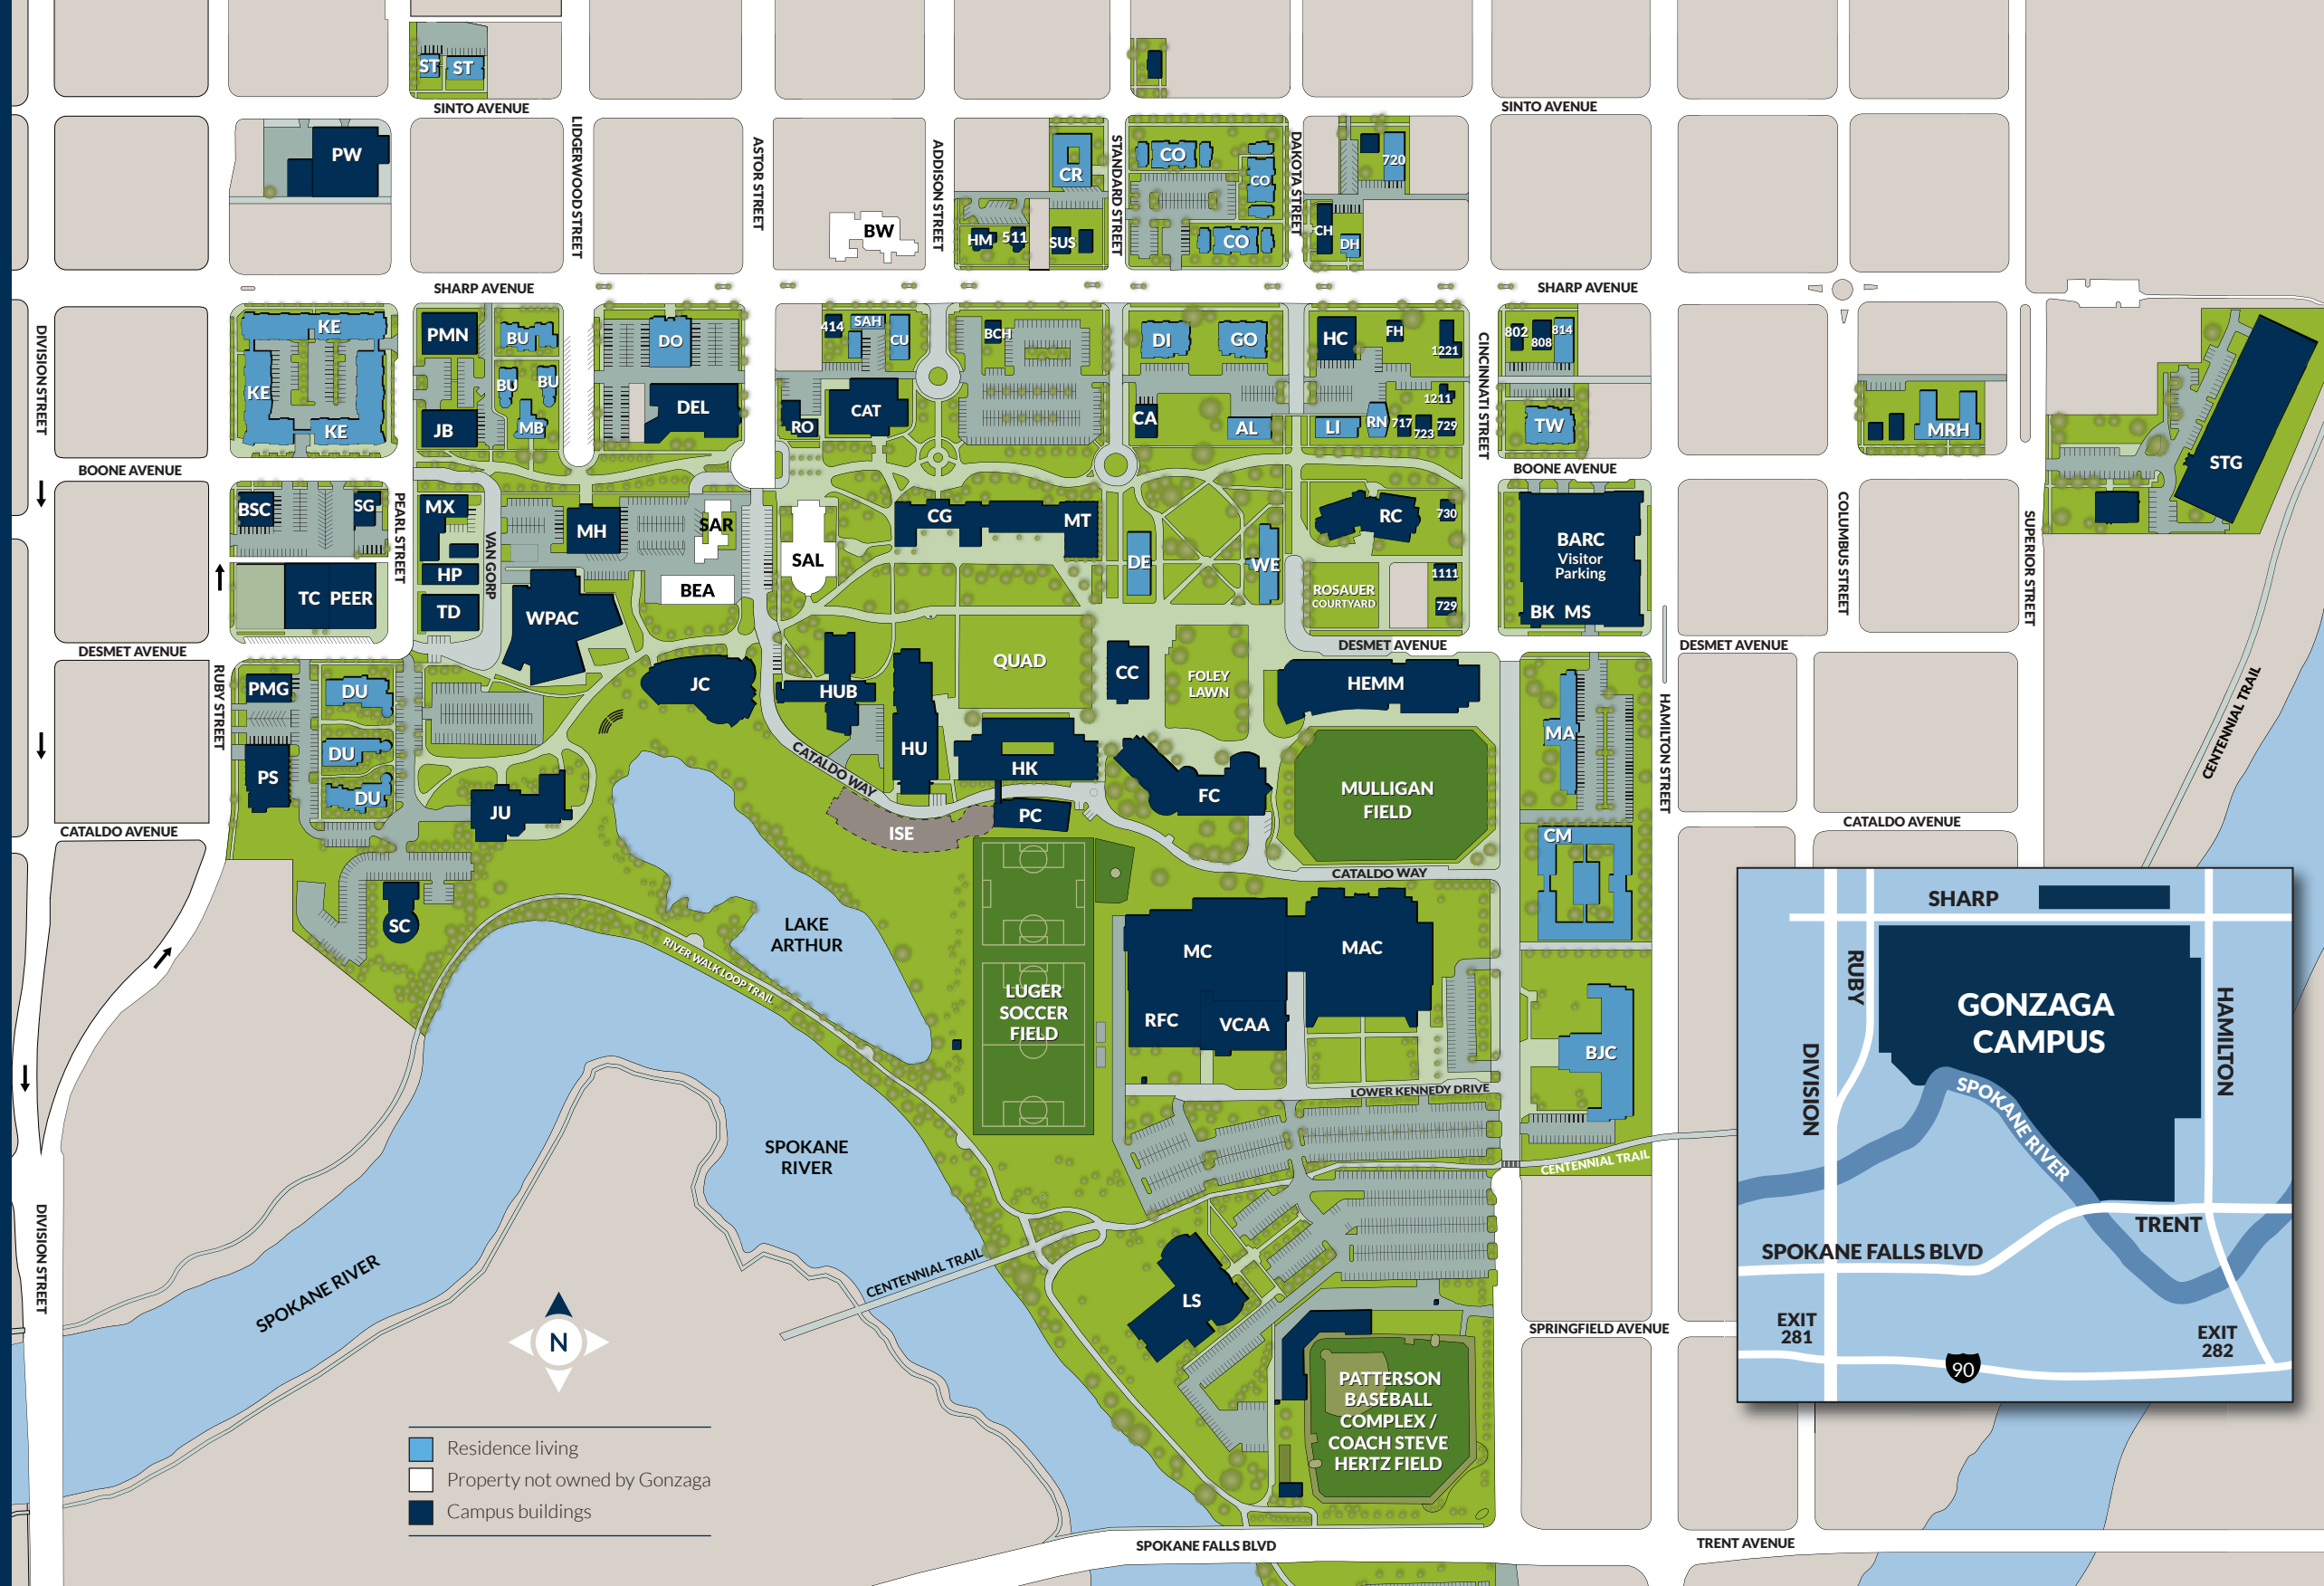 ST
ST
SINTO AVENUE
SINTO AVENUE
PW
LIDGERWOOD STREET
ASTOR STREET
ADDISON STREET
STANDARD STREET
DAKOTA STREET
CR
CO
CO
CO
720
BW
HM
511
SUS
CH
DH
SHARP AVENUE
SHARP AVENUE
DIVISION STREET
KE
KE
KE
PMN
BU
BU
BU
MB
JB
DO
DEL
414
SAH
CU
RO
CAT
BCH
DI
GO
CA
AL
HC
FH
1221
1211
LI
RN
717
723
729
CINCINNATI STREET
802
808
814
TW
MRH
STG
BOONE AVENUE
BOONE AVENUE
BSC
SG
PEARL STREET
MX
HP
TD
VAN GORP
MH
SAR
BEA
SAL
CG
MT
DE
WE
RC
730
ROSAUER
COURTYARD
1111
729
BARC
Visitor
Parking
BK MS
COLUMBUS STREET
SUPERIOR STREET
TC PEER
WPAC
DESMET AVENUE
DESMET AVENUE
DESMET AVENUE
RUBY STREET
PMG
DU
DU
DU
PS
JC
HUB
HU
QUAD
CC
FOLEY
LAWN
HEMM
MA
HAMILTON STREET
CENTENNIAL TRAIL
JU
CATALDO WAY
HK
PC
ISE
FC
MULLIGAN
FIELD
CATALDO AVENUE
CATALDO AVENUE
CM
CATALDO WAY
SC
LAKE
ARTHUR
RIVER WALK LOOP TRAIL
LUGER
SOCCER
FIELD
MC
MAC
RFC
VCAA
BJC
LOWER KENNEDY DRIVE
CENTENNIAL TRAIL
SPOKANE
RIVER
CENTENNIAL TRAIL
SPOKANE RIVER
DIVISION STREET
LS
SPRINGFIELD AVENUE
PATTERSON
BASEBALL
COMPLEX /
COACH STEVE
HERTZ FIELD
SPOKANE FALLS BLVD
TRENT AVENUE
N
Residence living
Property not owned by Gonzaga
Campus buildings
SHARP
RUBY
DIVISION
GONZAGA
CAMPUS
HAMILTON
SPOKANE RIVER
TRENT
SPOKANE FALLS BLVD
EXIT
281
EXIT
282
90